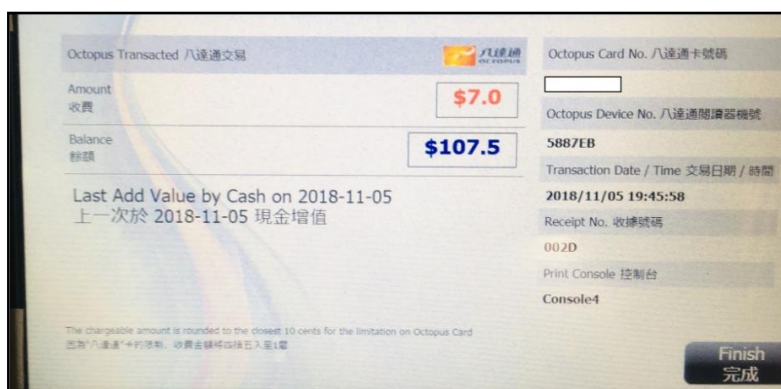 Octopus Transacted 八達通交易
八達通
OCTOPUS
Amount
收費
$7.0
Balance
餘額
$107.5
Last Add Value by Cash on 2018-11-05
上一次於 2018-11-05 現金增值
The chargeable amount is rounded to the closest 10 cents for the limitation on Octopus Card
因為"八達通"卡的限制，收費金額將四捨五入至1毫
Octopus Card No. 八達通卡號碼
Octopus Device No. 八達通閱讀器機號
5887EB
Transaction Date / Time 交易日期 / 時間
2018/11/05 19:45:58
Receipt No. 收據號碼
002D
Print Console 控制台
Console4
Finish
完成